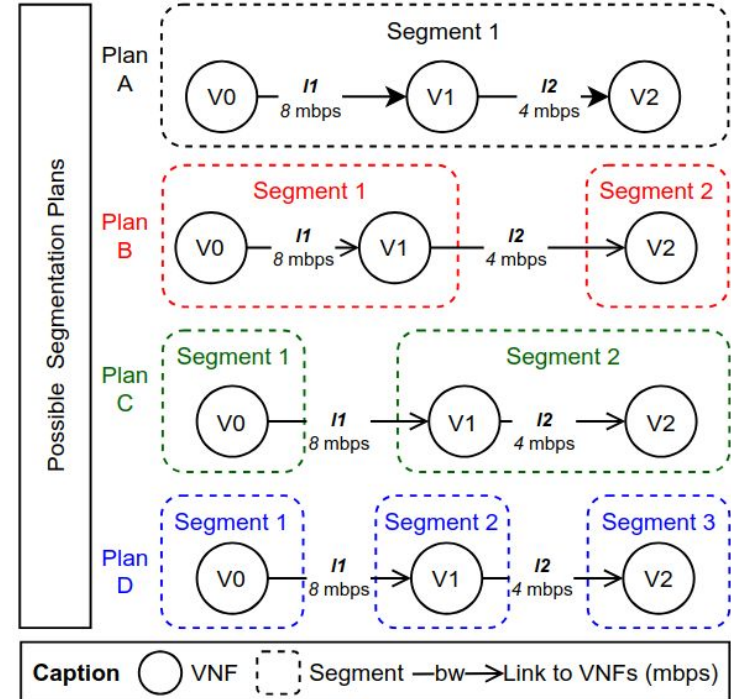 Possible Segmentation Plans
Plan
A
Segment 1
V0
l1
8 mbps
V1
l2
4 mbps
V2
Plan
B
Segment 1
Segment 2
V0
l1
8 mbps
V1
l2
4 mbps
V2
Plan
C
Segment 1
Segment 2
V0
l1
8 mbps
V1
l2
4 mbps
V2
Plan
D
Segment 1
Segment 2
Segment 3
V0
l1
8 mbps
V1
l2
4 mbps
V2
Caption VNF Segment bw Link to VNFs (mbps)